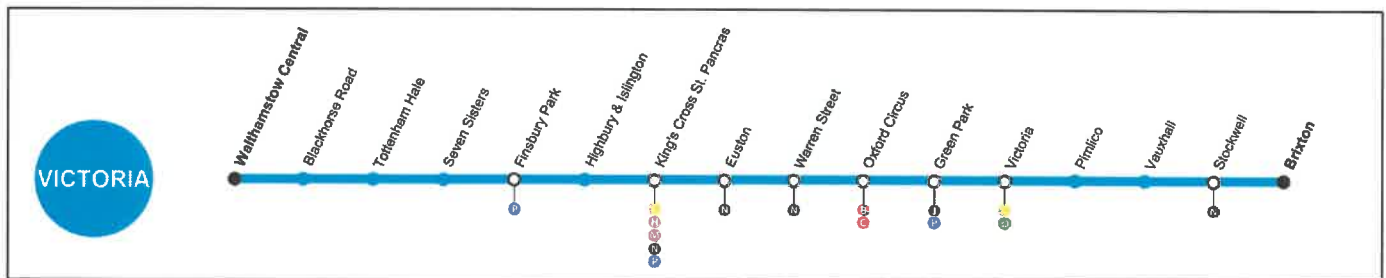 VICTORIA
Walthamstow Central
Blackhorse Road
Tottenham Hale
Seven Sisters
Finsbury Park
P
Highbury & Islington
King's Cross St. Pancras
H
N
P
Euston
N
Warren Street
N
Oxford Circus
B
C
Green Park
J
P
Victoria
Pimlico
Vauxhall
Stockwell
N
Brixton